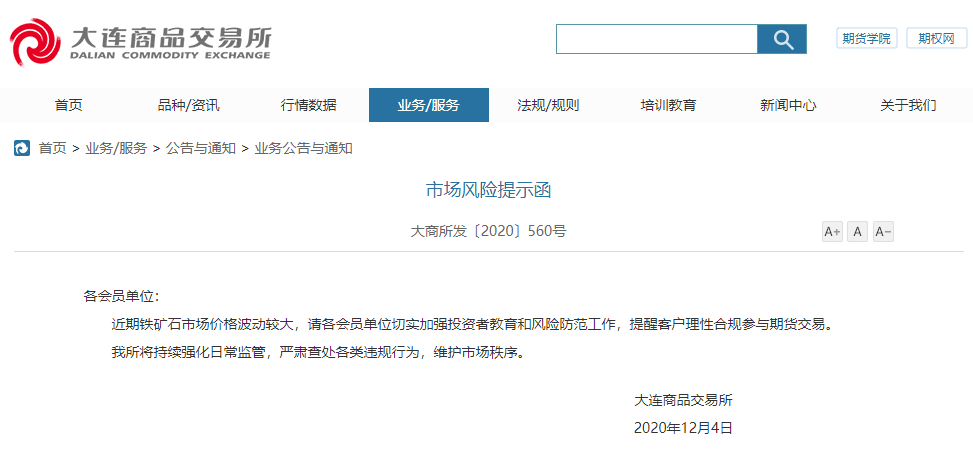 大连商品交易所
DALIAN COMMODITY EXCHANGE
期货学院 期权网
首页 品种/资讯 行情数据 业务/服务 法规/规则 培训教育 新闻中心 关于我们
首页 > 业务/服务 > 公告与通知 > 业务公告与通知
市场风险提示函
大商所发〔2020〕560号
A+ A A-
各会员单位：
近期铁矿石市场价格波动较大，请各会员单位切实加强投资者教育和风险防范工作，提醒客户理性合规参与期货交易。
我所将持续强化日常监管，严肃查处各类违规行为，维护市场秩序。
大连商品交易所
2020年12月4日